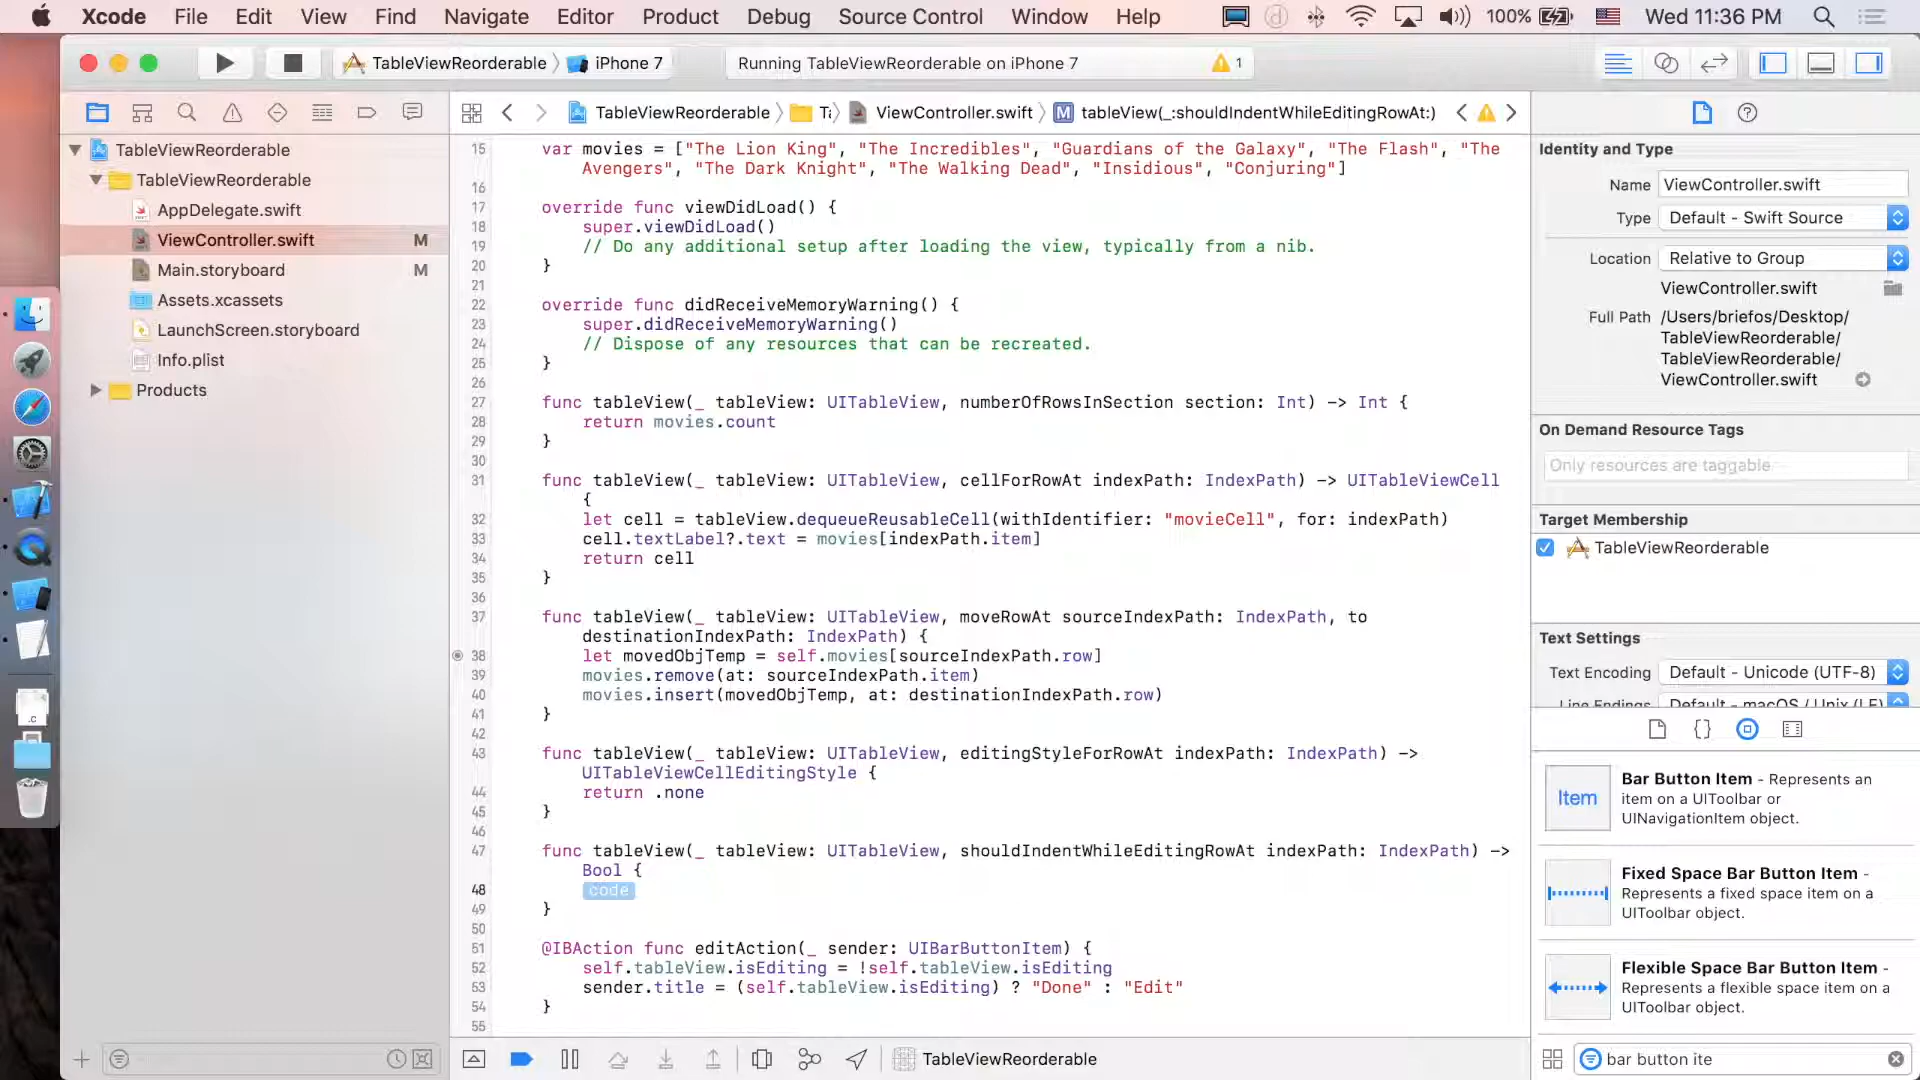 Xcode File Edit View Find Navigate Editor Product Debug Source Control Window Help 100% Wed 11:36 PM
TableViewReorderable iPhone 7 Running TableViewReorderable on iPhone 7 1
TableViewReorderable ViewController.swift M tableView(_:shouldIndentWhileEditingRowAt:)
TableViewReorderable
TableViewReorderable
AppDelegate.swift
ViewController.swift M
Main.storyboard M
Assets.xcassets
LaunchScreen.storyboard
Info.plist
Products
15 var movies = ["The Lion King", "The Incredibles", "Guardians of the Galaxy", "The Flash", "The
Avengers", "The Dark Knight", "The Walking Dead", "Insidious", "Conjuring"]
16
17 override func viewDidLoad() {
18 super.viewDidLoad()
19 // Do any additional setup after loading the view, typically from a nib.
20 }
21
22 override func didReceiveMemoryWarning() {
23 super.didReceiveMemoryWarning()
24 // Dispose of any resources that can be recreated.
25 }
26
27 func tableView(_ tableView: UITableView, numberOfRowsInSection section: Int) -> Int {
28 return movies.count
29 }
30
31 func tableView(_ tableView: UITableView, cellForRowAt indexPath: IndexPath) -> UITableViewCell
{
32 let cell = tableView.dequeueReusableCell(withIdentifier: "movieCell", for: indexPath)
33 cell.textLabel?.text = movies[indexPath.item]
34 return cell
35 }
36
37 func tableView(_ tableView: UITableView, moveRowAt sourceIndexPath: IndexPath, to
destinationIndexPath: IndexPath) {
38 let movedObjTemp = self.movies[sourceIndexPath.row]
39 movies.remove(at: sourceIndexPath.item)
40 movies.insert(movedObjTemp, at: destinationIndexPath.row)
41 }
42
43 func tableView(_ tableView: UITableView, editingStyleForRowAt indexPath: IndexPath) ->
UITableViewCellEditingStyle {
44 return .none
45 }
46
47 func tableView(_ tableView: UITableView, shouldIndentWhileEditingRowAt indexPath: IndexPath) ->
Bool {
48 code
49 }
50
51 @IBAction func editAction(_ sender: UIBarButtonItem) {
52 self.tableView.isEditing = !self.tableView.isEditing
53 sender.title = (self.tableView.isEditing) ? "Done" : "Edit"
54 }
55
TableViewReorderable
Identity and Type
Name ViewController.swift
Type Default - Swift Source
Location Relative to Group
ViewController.swift
Full Path /Users/briefos/Desktop/
TableViewReorderable/
TableViewReorderable/
ViewController.swift
On Demand Resource Tags
Only resources are taggable
Target Membership
TableViewReorderable
Text Settings
Text Encoding Default - Unicode (UTF-8)
Line Endings Default - macOS / Unix (LF)
Item
Bar Button Item - Represents an
item on a UIToolbar or
UINavigationItem object.
Fixed Space Bar Button Item -
Represents a fixed space item on a
UIToolbar object.
Flexible Space Bar Button Item -
Represents a flexible space item on a
UIToolbar object.
bar button ite
.c